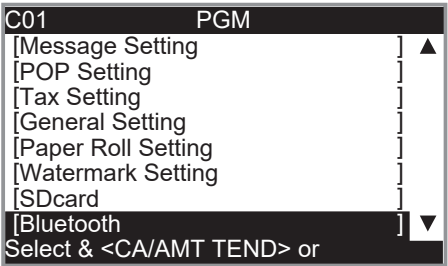 C01 PGM
[Message Setting ] ▲
[POP Setting ]
[Tax Setting ]
[General Setting ]
[Paper Roll Setting ]
[Watermark Setting ]
[SDcard ]
[Bluetooth ] ▼
Select & <CA/AMT TEND> or